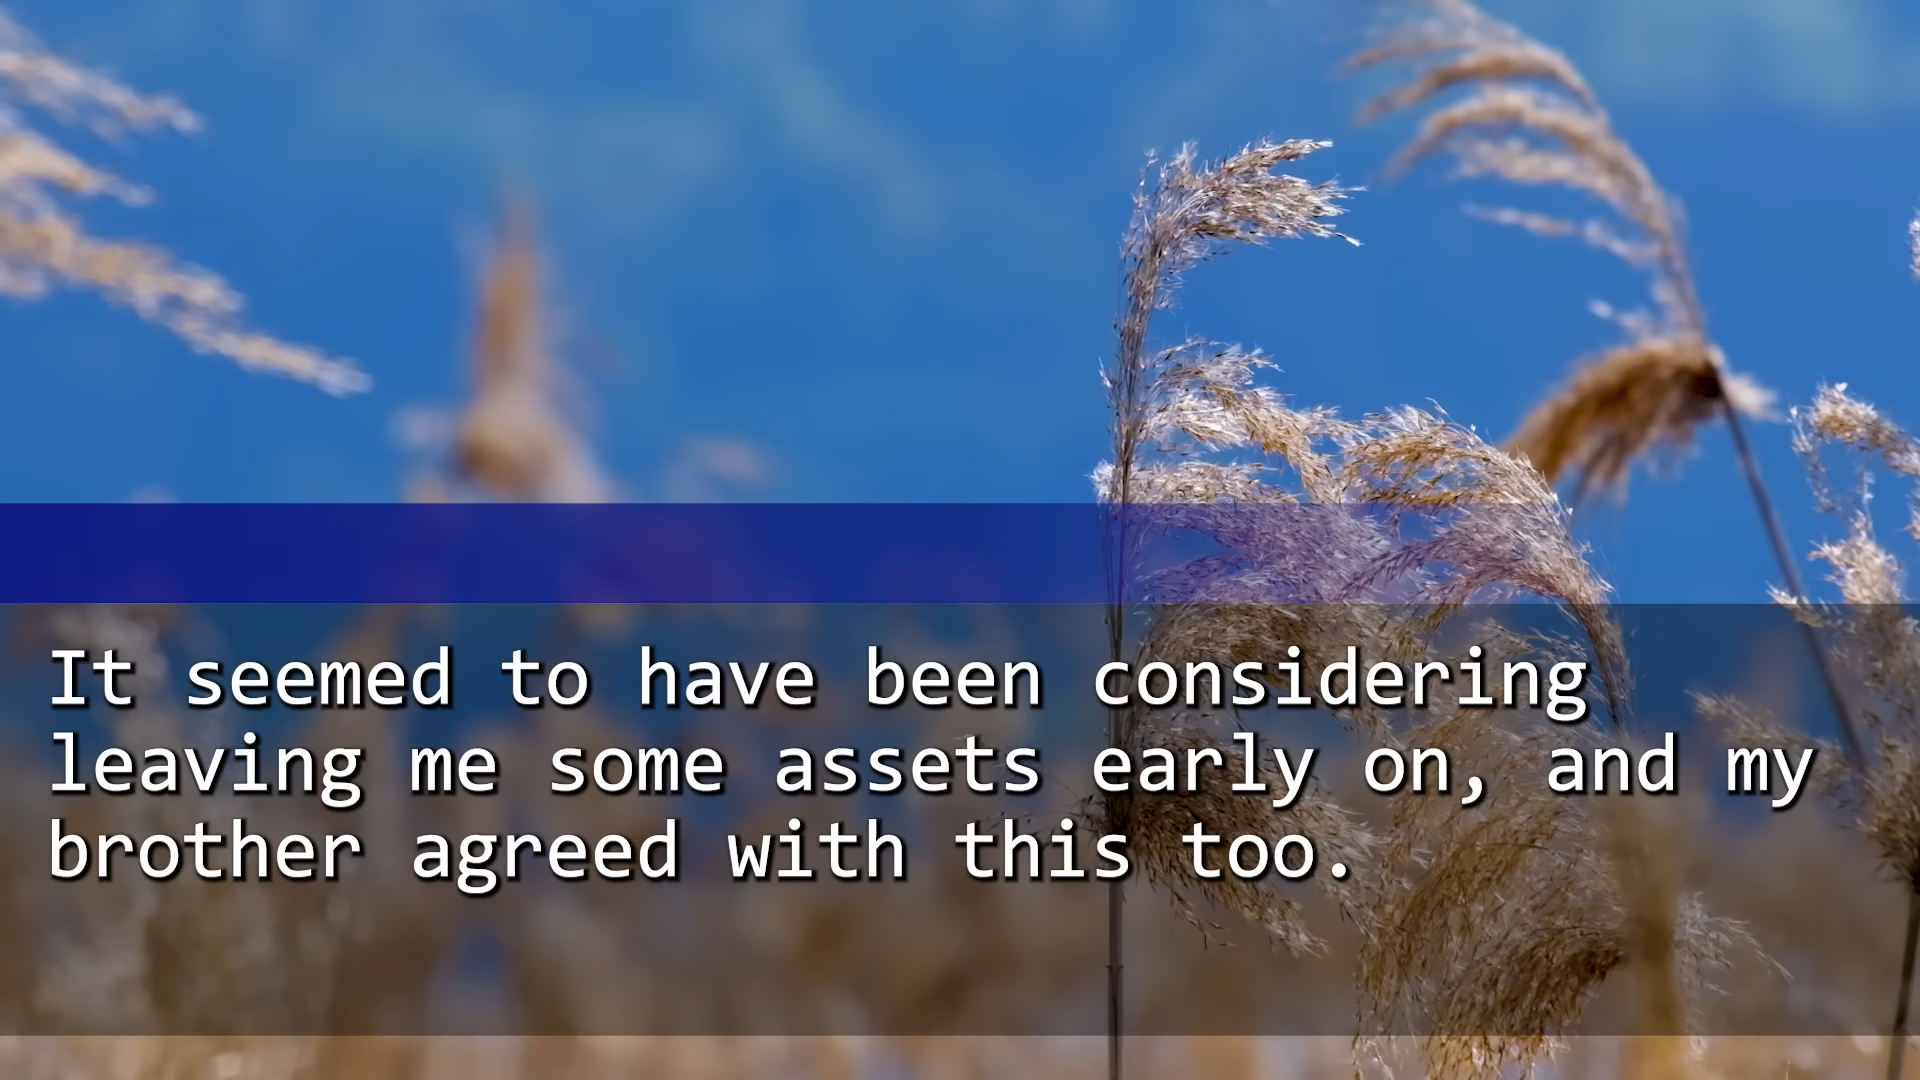 It seemed to have been considering
leaving me some assets early on, and my
brother agreed with this too.